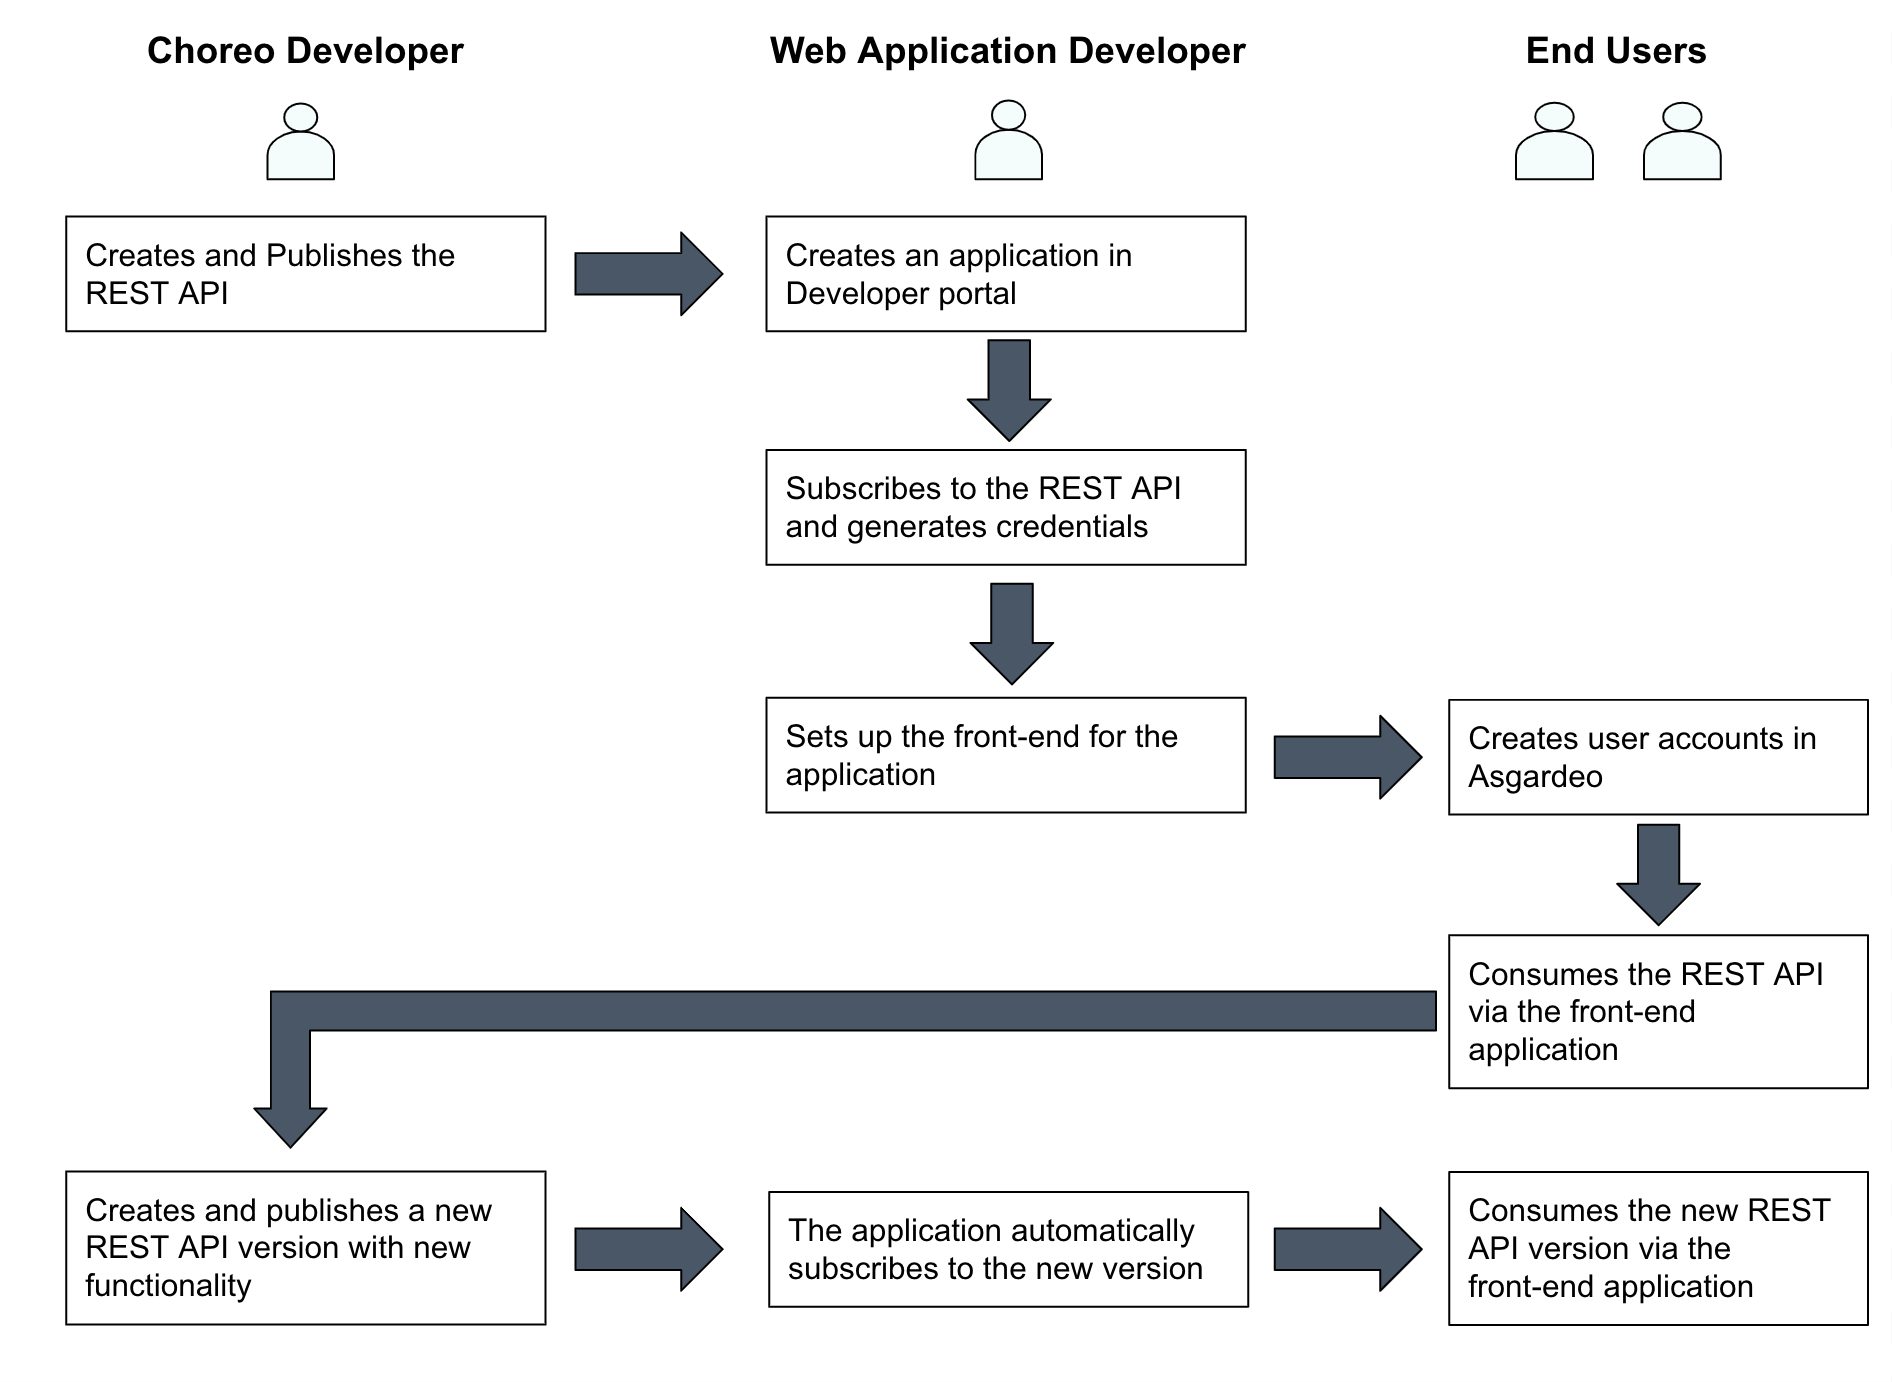 Choreo Developer
Web Application Developer
End Users
Creates and Publishes the
REST API
Creates an application in
Developer portal
Subscribes to the REST API
and generates credentials
Sets up the front-end for the
application
Creates user accounts in
Asgardeo
Consumes the REST API
via the front-end
application
Creates and publishes a new
REST API version with new
functionality
The application automatically
subscribes to the new version
Consumes the new REST
API version via the
front-end application